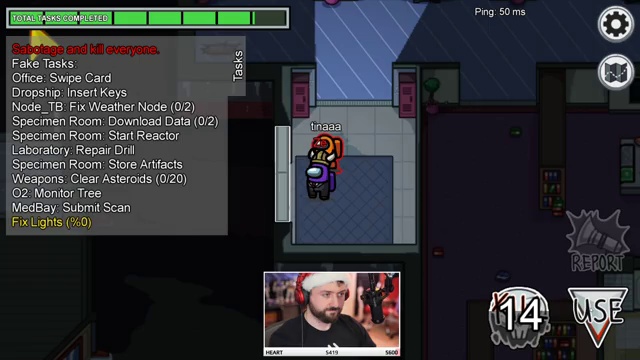 TOTAL TASKS COMPLETED
Ping: 50 ms
Sabotage and kill everyone.
Fake Tasks:
Office: Swipe Card
Dropship: Insert Keys
Node_TB: Fix Weather Node (0/2)
Specimen Room: Download Data (0/2)
Specimen Room: Start Reactor
Laboratory: Repair Drill
Specimen Room: Store Artifacts
Weapons: Clear Asteroids (0/20)
O2: Monitor Tree
MedBay: Submit Scan
Fix Lights (%0)
Tasks
tinaaa
REPORT
14
USE
HEART 5419 5600